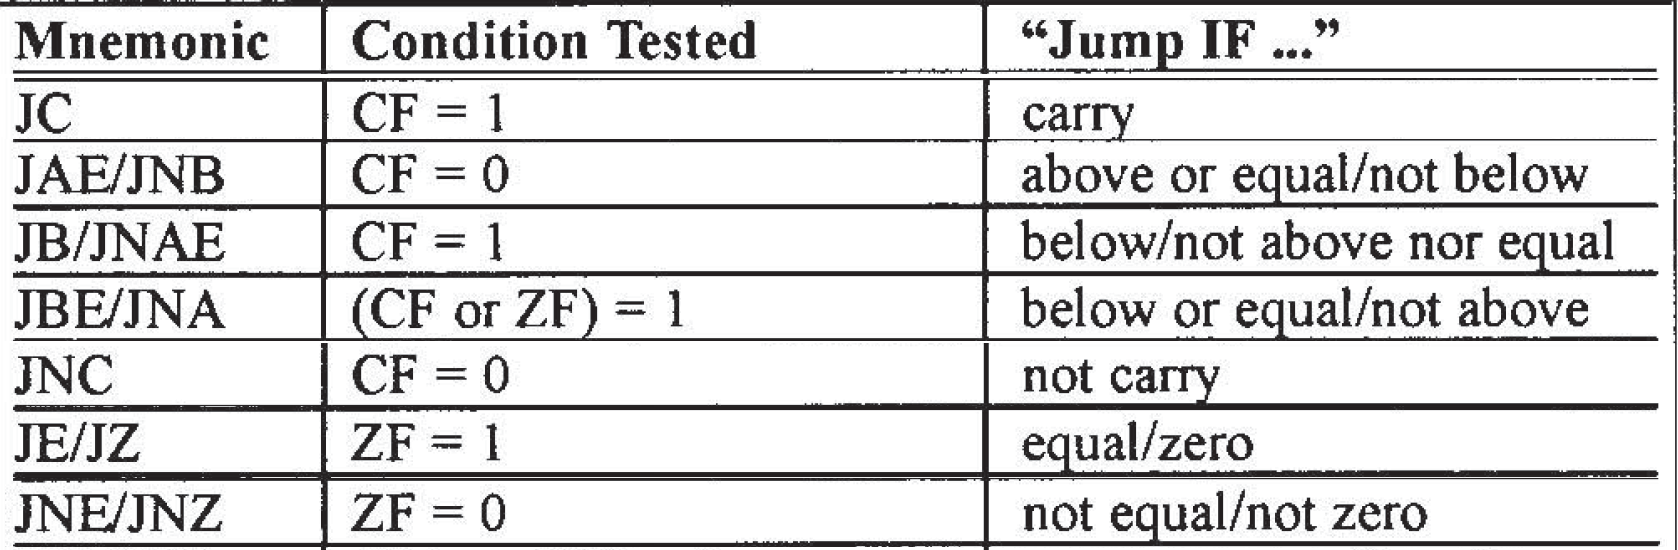 Mnemonic Condition Tested “Jump IF ...”
JC CF = 1 carry
JAE/JNB CF = 0 above or equal/not below
JB/JNAE CF = 1 below/not above nor equal
JBE/JNA (CF or ZF) = 1 below or equal/not above
JNC CF = 0 not carry
JE/JZ ZF = 1 equal/zero
JNE/JNZ ZF = 0 not equal/not zero